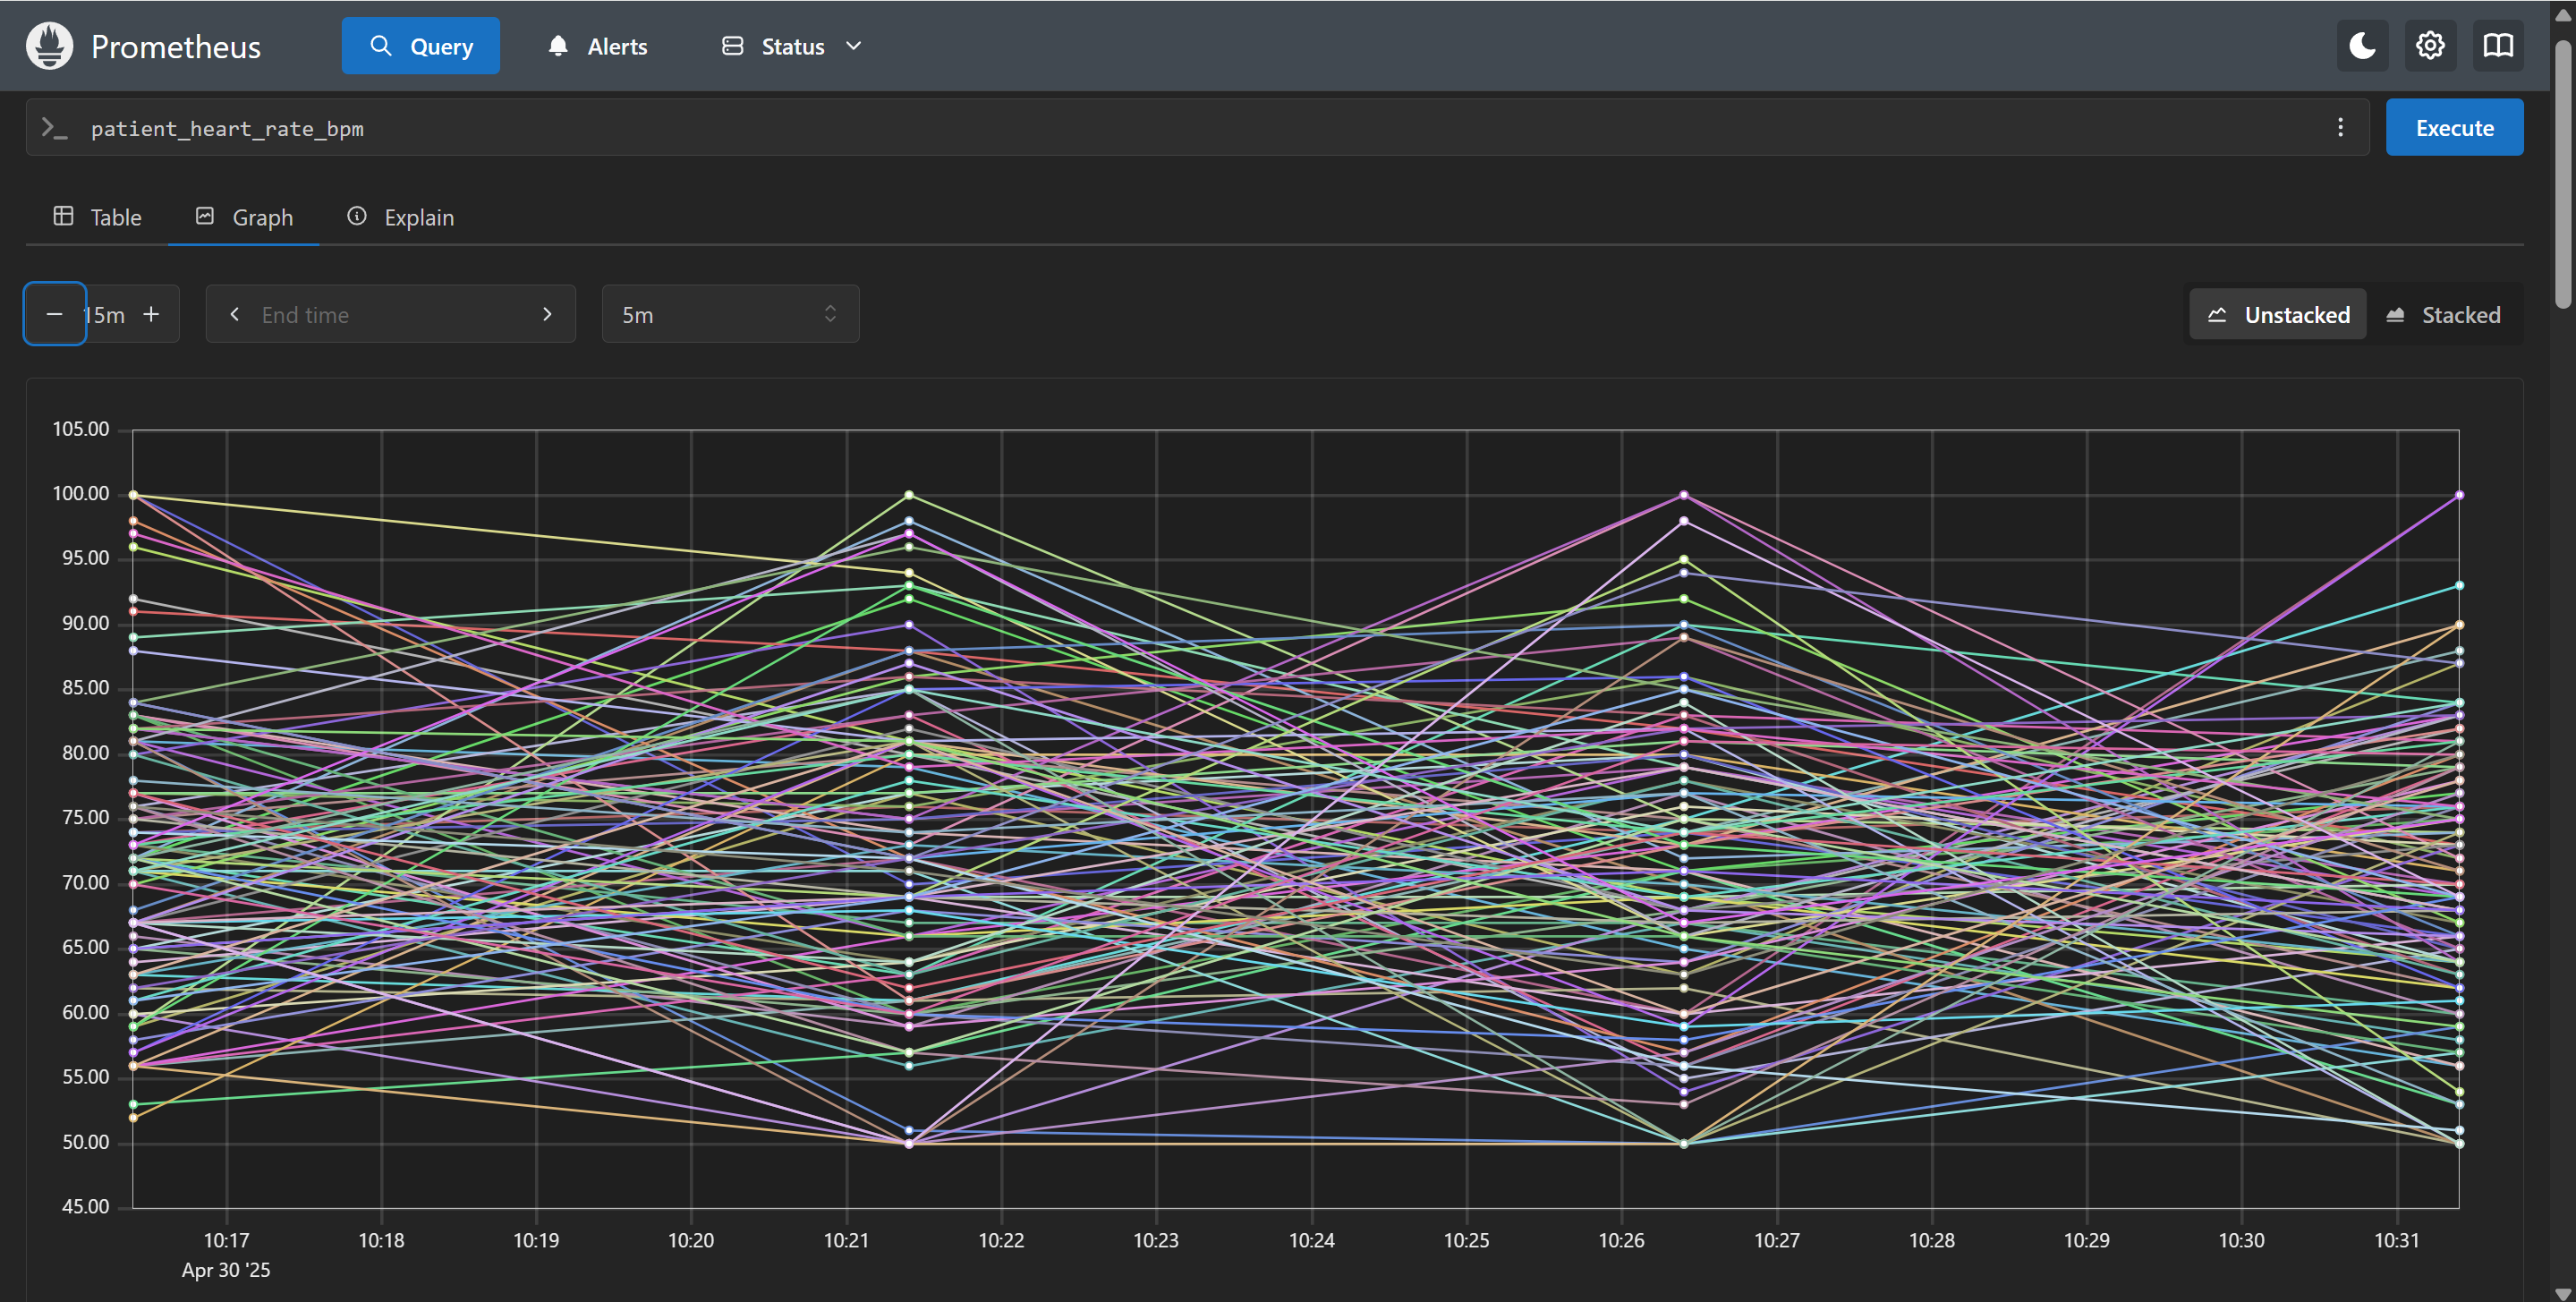 Prometheus Query Alerts Status
patient_heart_rate_bpm Execute
Table Graph Explain
15m End time 5m Unstacked Stacked
105.00
100.00
95.00
90.00
85.00
80.00
75.00
70.00
65.00
60.00
55.00
50.00
45.00
10:17 10:18 10:19 10:20 10:21 10:22 10:23 10:24 10:25 10:26 10:27 10:28 10:29 10:30 10:31
Apr 30 '25